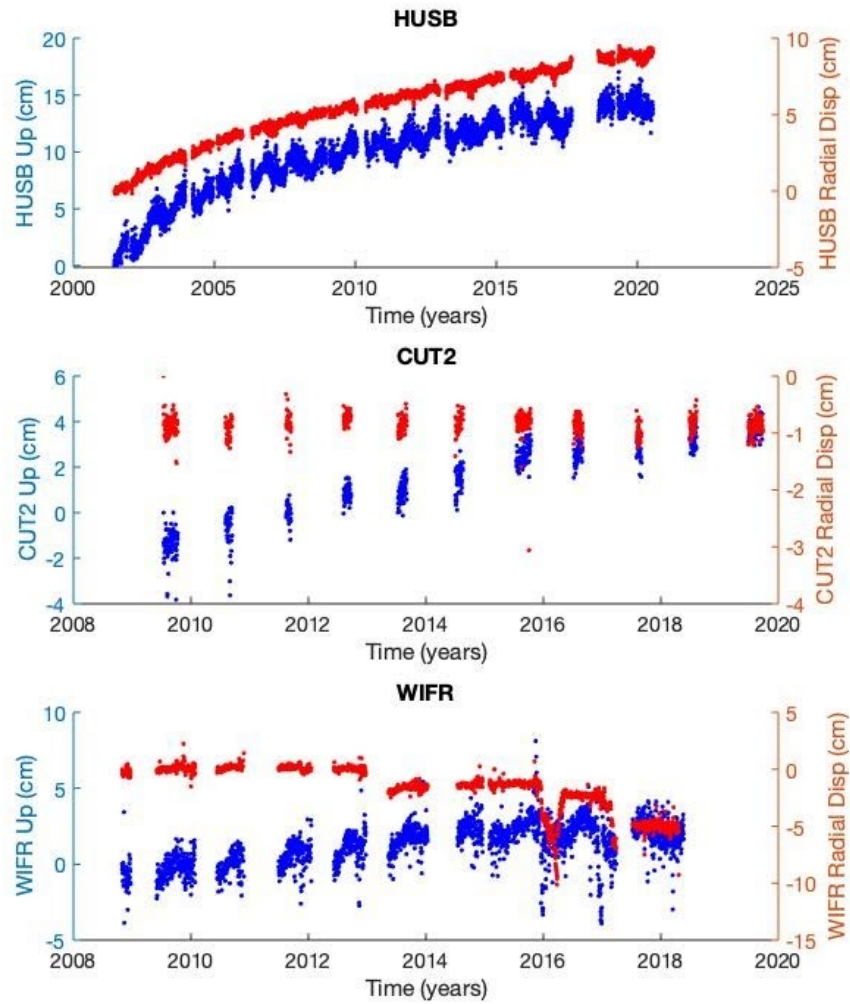 HUSB
20
15
10
5
0
HUSB Up (cm)
10
5
0
-5
HUSB Radial Disp (cm)
2000 2005 2010 2015 2020 2025
Time (years)
CUT2
6
4
2
0
-2
-4
CUT2 Up (cm)
0
-1
-2
-3
-4
CUT2 Radial Disp (cm)
2008 2010 2012 2014 2016 2018 2020
Time (years)
WIFR
10
5
0
-5
WIFR Up (cm)
5
0
-5
-10
-15
WIFR Radial Disp (cm)
2008 2010 2012 2014 2016 2018 2020
Time (years)